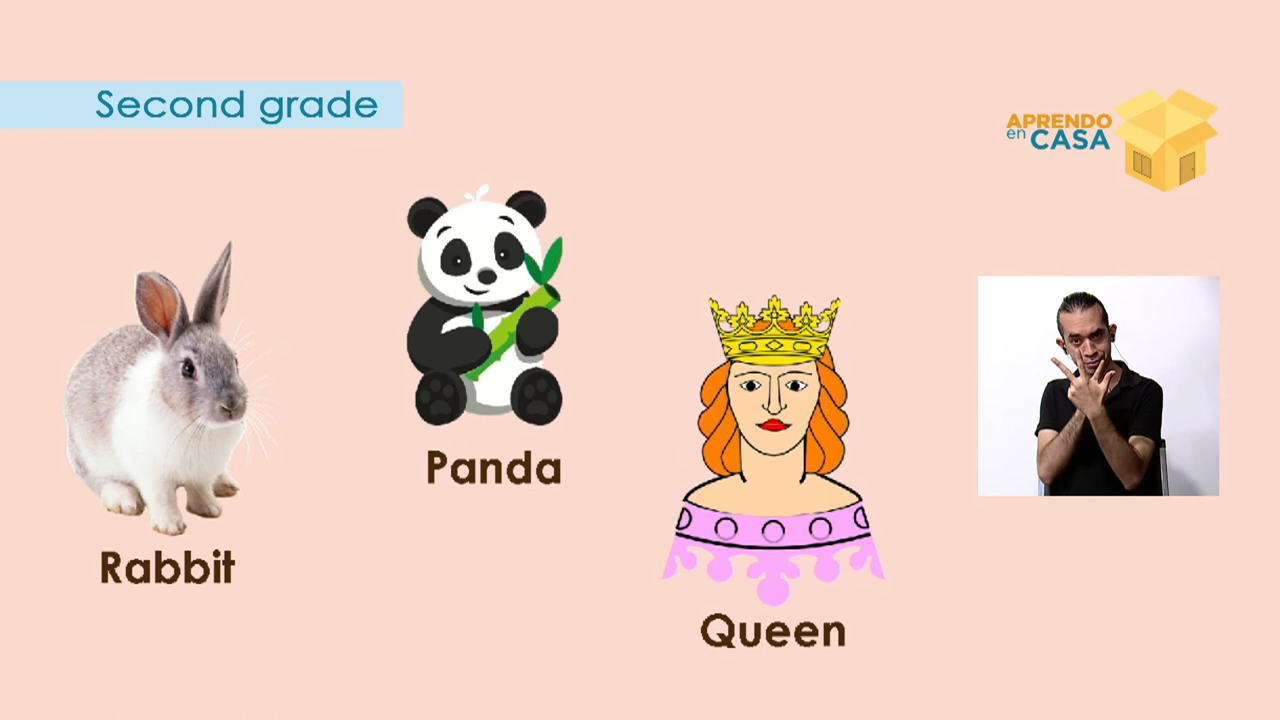 Second grade
APRENDO
en CASA
Panda
Rabbit
Queen